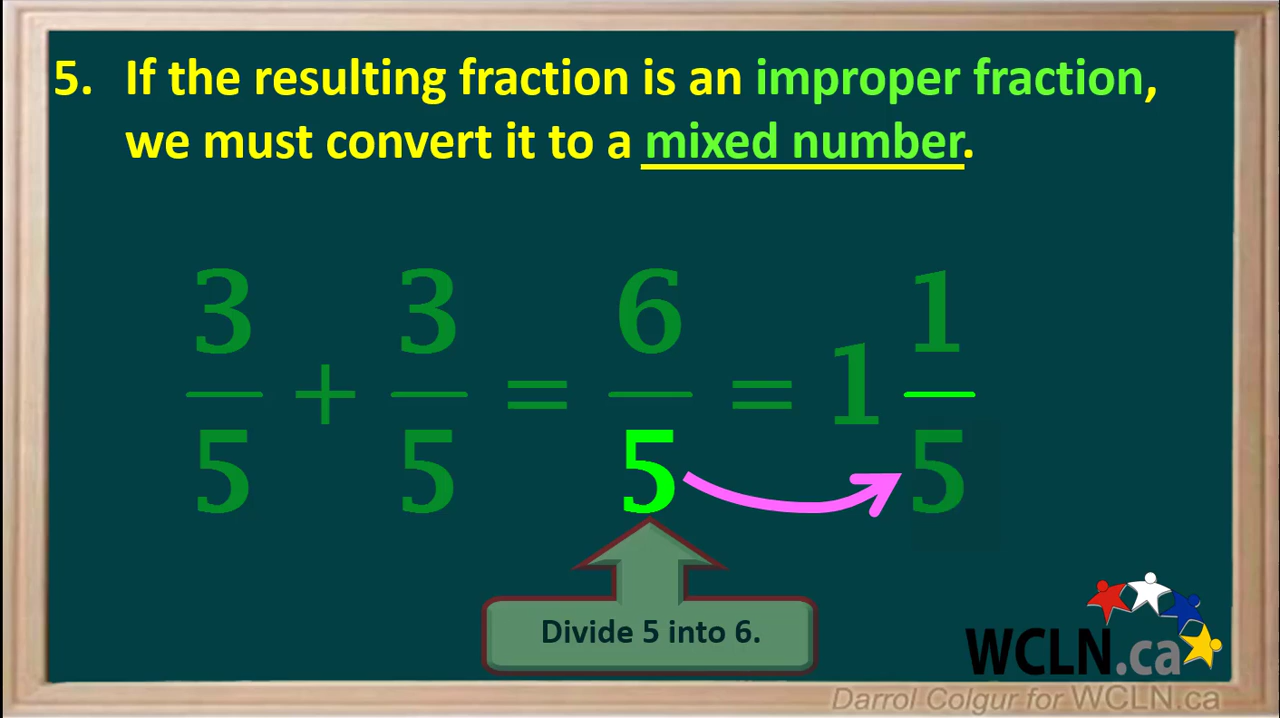 5. If the resulting fraction is an improper fraction,
we must convert it to a mixed number.
3/5 + 3/5 = 6/5 = 1 1/5
Divide 5 into 6.
WCLN.ca
Darrol Colgur for WCLN.ca